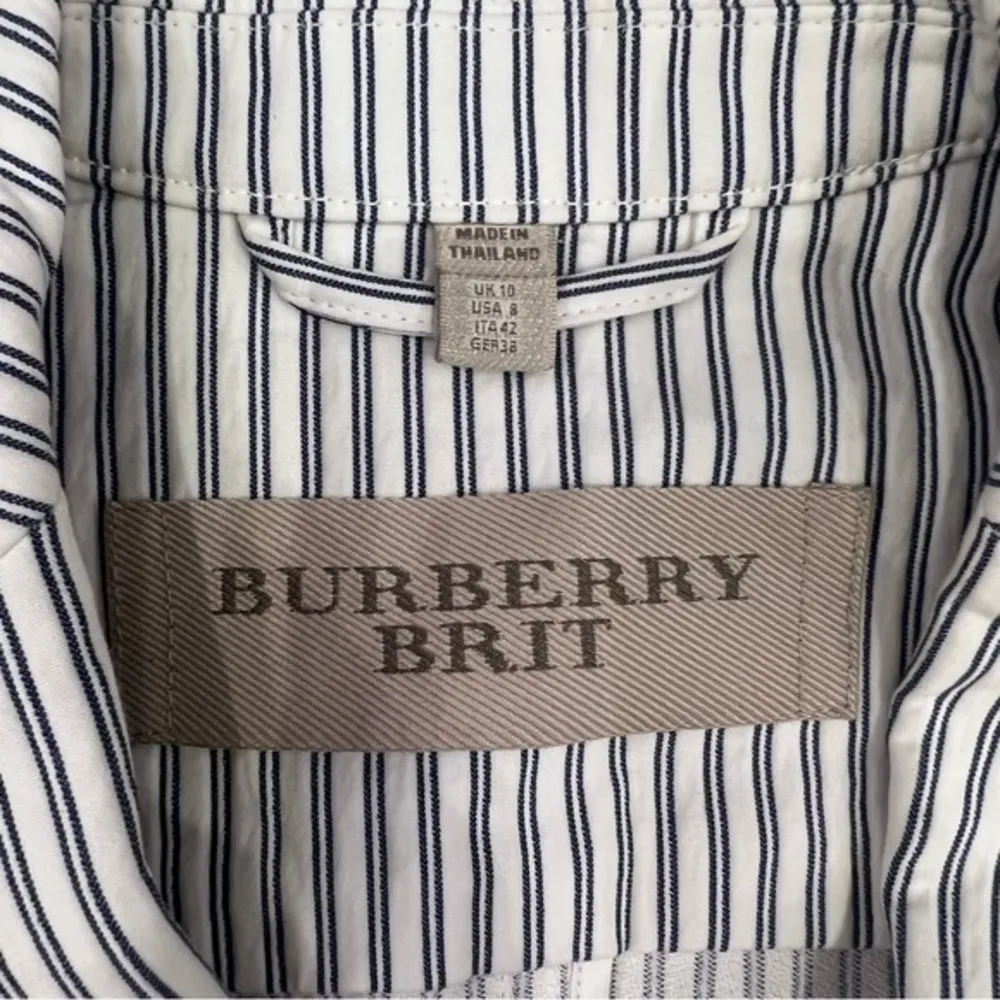 MADE IN
THAILAND
UK 10
USA 8
ITA 42
GER 38
BURBERRY
BRIT